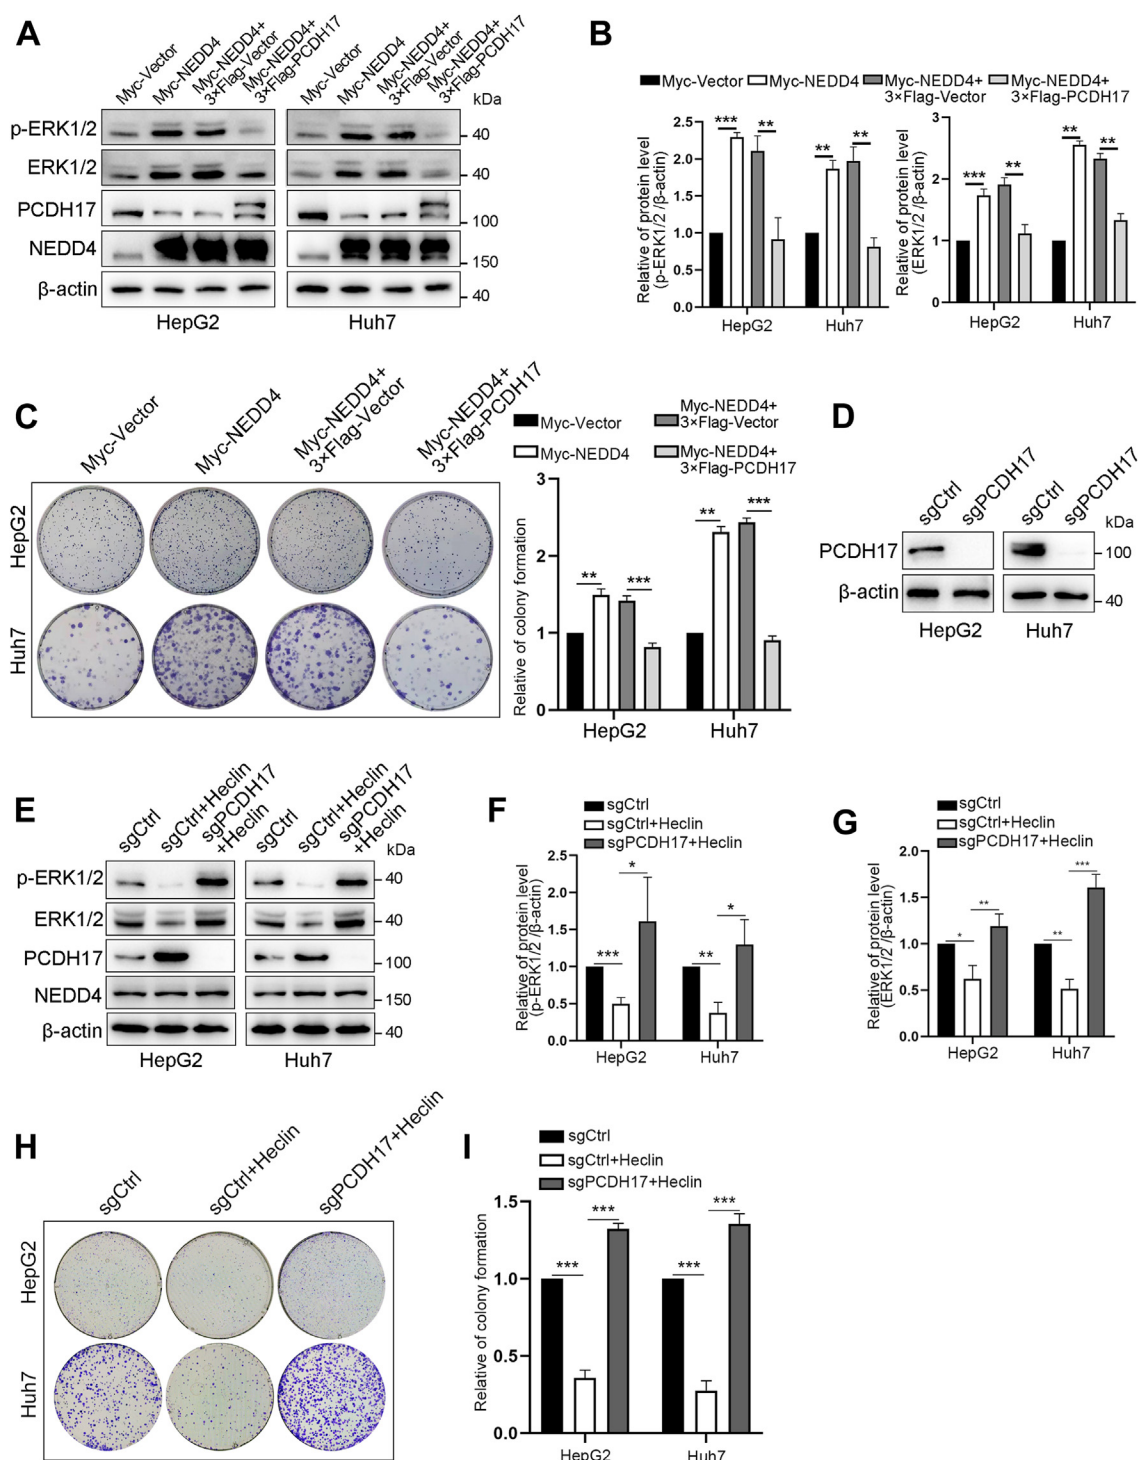 A
Myc-Vector
Myc-NEDD4
Myc-NEDD4+
3×Flag-Vector
Myc-NEDD4+
3×Flag-PCDH17
Myc-Vector
Myc-NEDD4
Myc-NEDD4+
3×Flag-Vector
Myc-NEDD4+
3×Flag-PCDH17
kDa
p-ERK1/2
40
ERK1/2
40
PCDH17
100
NEDD4
150
β-actin
40
HepG2
Huh7
B
Myc-Vector
Myc-NEDD4
Myc-NEDD4+
3×Flag-Vector
Myc-NEDD4+
3×Flag-PCDH17
Relative of protein level
(p-ERK1/2 /β-actin)
2.5
2.0
1.5
1.0
0.5
0.0
***
**
**
**
HepG2
Huh7
Relative of protein level
(ERK1/2 /β-actin)
3
2
1
0
***
**
**
**
HepG2
Huh7
C
Myc-Vector
Myc-NEDD4
Myc-NEDD4+
3×Flag-Vector
Myc-NEDD4+
3×Flag-PCDH17
HepG2
Huh7
Myc-Vector
Myc-NEDD4+
3×Flag-Vector
Myc-NEDD4
Myc-NEDD4+
3×Flag-PCDH17
Relative of colony formation
3
2
1
0
**
***
**
***
HepG2
Huh7
D
sgCtrl
sgPCDH17
sgCtrl
sgPCDH17
kDa
PCDH17
100
β-actin
40
HepG2
Huh7
E
sgCtrl
sgCtrl+Heclin
sgPCDH17
+Heclin
sgCtrl
sgCtrl+Heclin
sgPCDH17
+Heclin
kDa
p-ERK1/2
40
ERK1/2
40
PCDH17
100
NEDD4
150
β-actin
40
HepG2
Huh7
F
sgCtrl
sgCtrl+Heclin
sgPCDH17+Heclin
Relative of protein level
(p-ERK1/2 /β-actin)
2.5
2.0
1.5
1.0
0.5
0.0
***
*
**
*
HepG2
Huh7
G
sgCtrl
sgCtrl+Heclin
sgPCDH17+Heclin
Relative of protein level
(ERK1/2 /β-actin)
2.0
1.5
1.0
0.5
0.0
*
**
**
***
HepG2
Huh7
H
sgCtrl
sgCtrl+Heclin
sgPCDH17+Heclin
HepG2
Huh7
I
sgCtrl
sgCtrl+Heclin
sgPCDH17+Heclin
Relative of colony formation
1.5
1.0
0.5
0.0
***
***
***
***
HepG2
Huh7